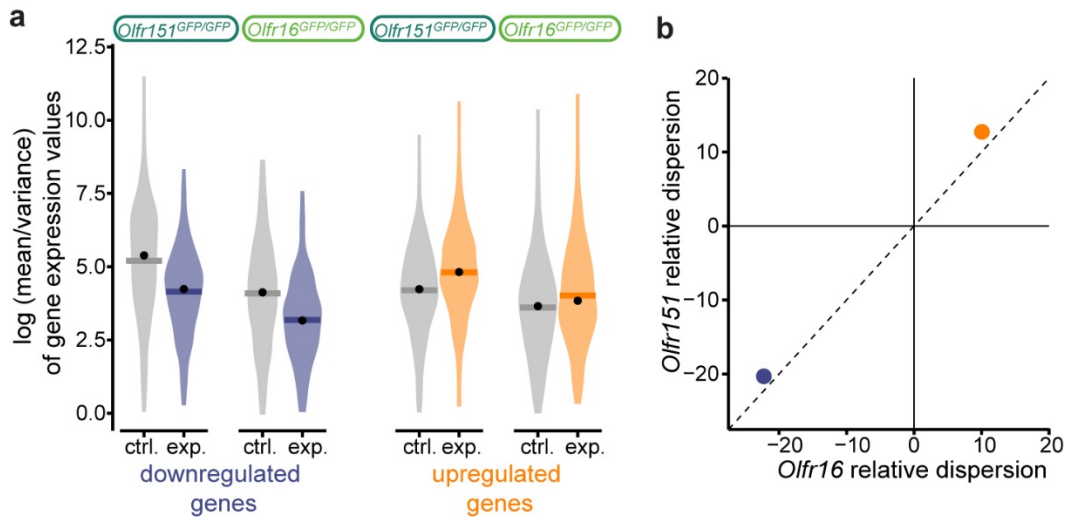 a
Olfr151GFP/GFP
Olfr16GFP/GFP
Olfr151GFP/GFP
Olfr16GFP/GFP
log (mean/variance)
of gene expression values
12.5
10.0
7.5
5.0
2.5
0.0
ctrl. exp.
ctrl. exp.
ctrl. exp.
ctrl. exp.
downregulated
genes
upregulated
genes
b
Olfr151 relative dispersion
20
10
0
−10
−20
−20
−10
0
10
20
Olfr16 relative dispersion